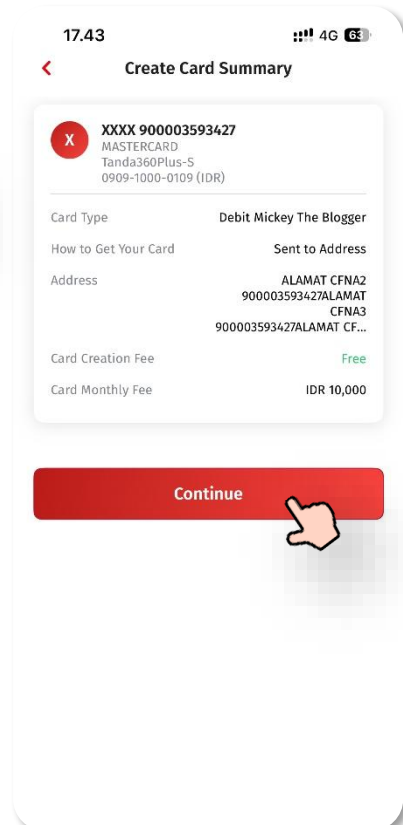 17.43 4G 63
Create Card Summary
X
XXXX 900003593427
MASTERCARD
Tanda360Plus-S
0909-1000-0109 (IDR)
Card Type Debit Mickey The Blogger
How to Get Your Card Sent to Address
Address ALAMAT CFNA2
900003593427ALAMAT
CFNA3
900003593427ALAMAT CF...
Card Creation Fee Free
Card Monthly Fee IDR 10,000
Continue